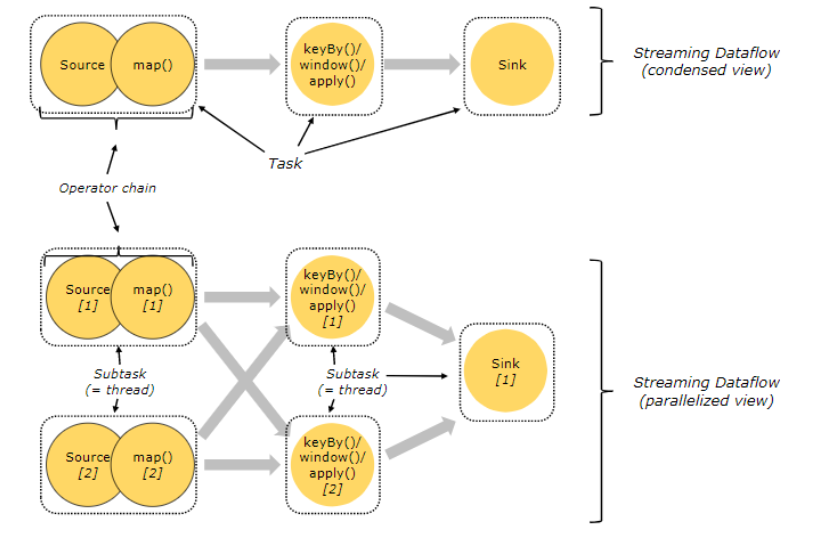 Source
map()
keyBy()/
window()/
apply()
Sink
Streaming Dataflow
(condensed view)
Task
Operator chain
Source
[1]
map()
[1]
keyBy()/
window()/
apply()
[1]
Subtask
(= thread)
Subtask
(= thread)
Sink
[1]
Streaming Dataflow
(parallelized view)
Source
[2]
map()
[2]
keyBy()/
window()/
apply()
[2]